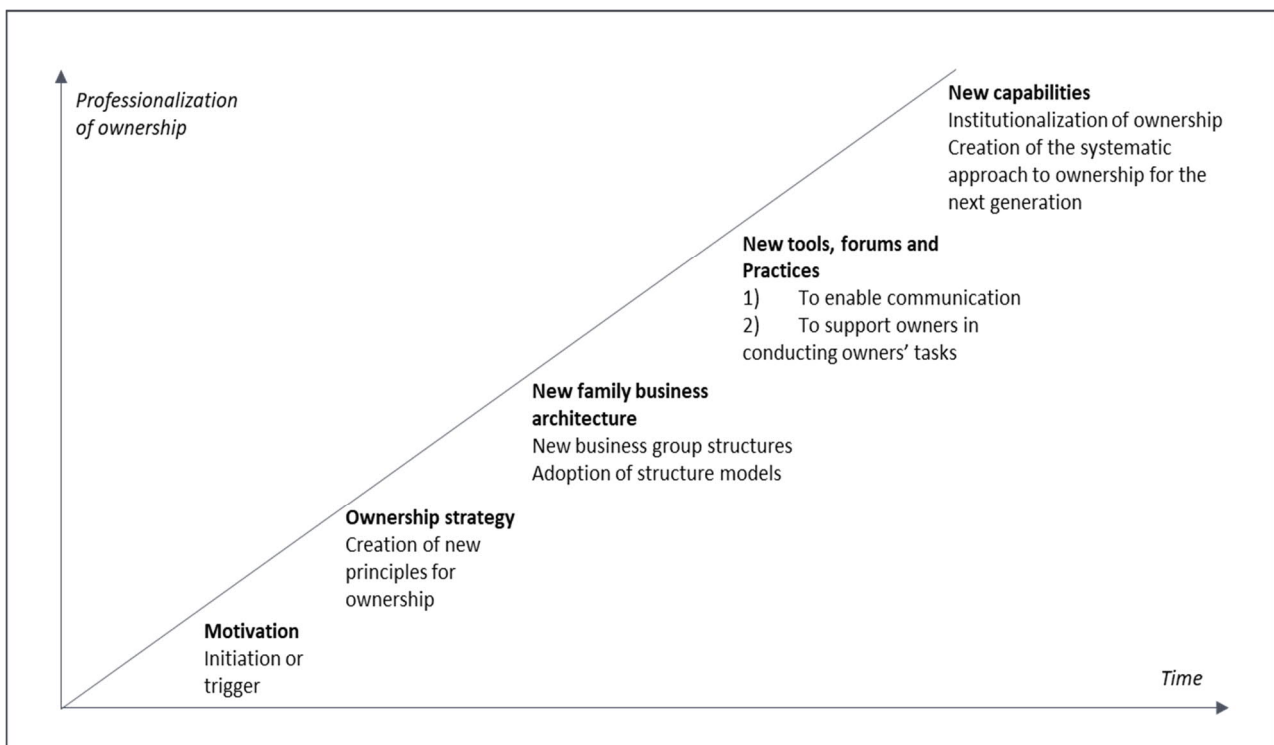 Professionalization
of ownership
New capabilities
Institutionalization of ownership
Creation of the systematic
approach to ownership for the
next generation
New tools, forums and
Practices
1) To enable communication
2) To support owners in
conducting owners’ tasks
New family business
architecture
New business group structures
Adoption of structure models
Ownership strategy
Creation of new
principles for
ownership
Motivation
Initiation or
trigger
Time